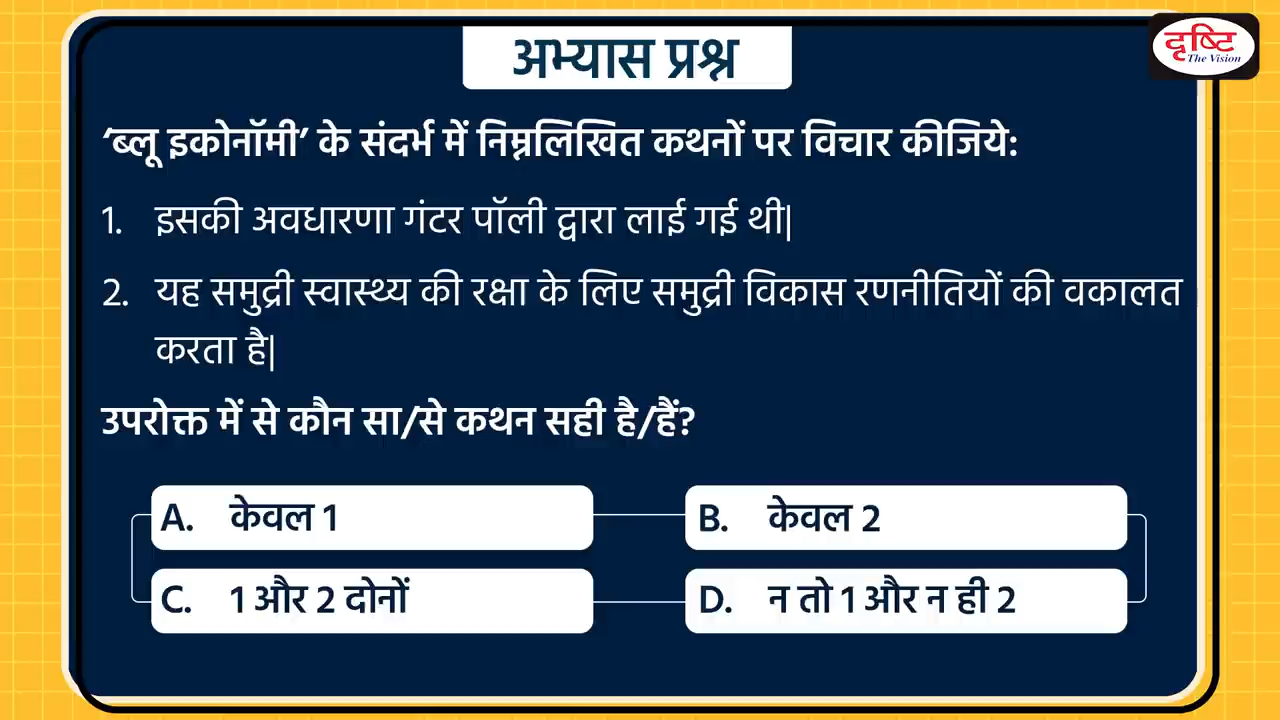 अभ्यास प्रश्न
दृष्टि
The Vision
‘ब्लू इकोनॉमी’ के संदर्भ में निम्नलिखित कथनों पर विचार कीजिये:
1. इसकी अवधारणा गंटर पॉली द्वारा लाई गई थी|
2. यह समुद्री स्वास्थ्य की रक्षा के लिए समुद्री विकास रणनीतियों की वकालत
करता है|
उपरोक्त में से कौन सा/से कथन सही है/हैं?
A. केवल 1
B. केवल 2
C. 1 और 2 दोनों
D. न तो 1 और न ही 2